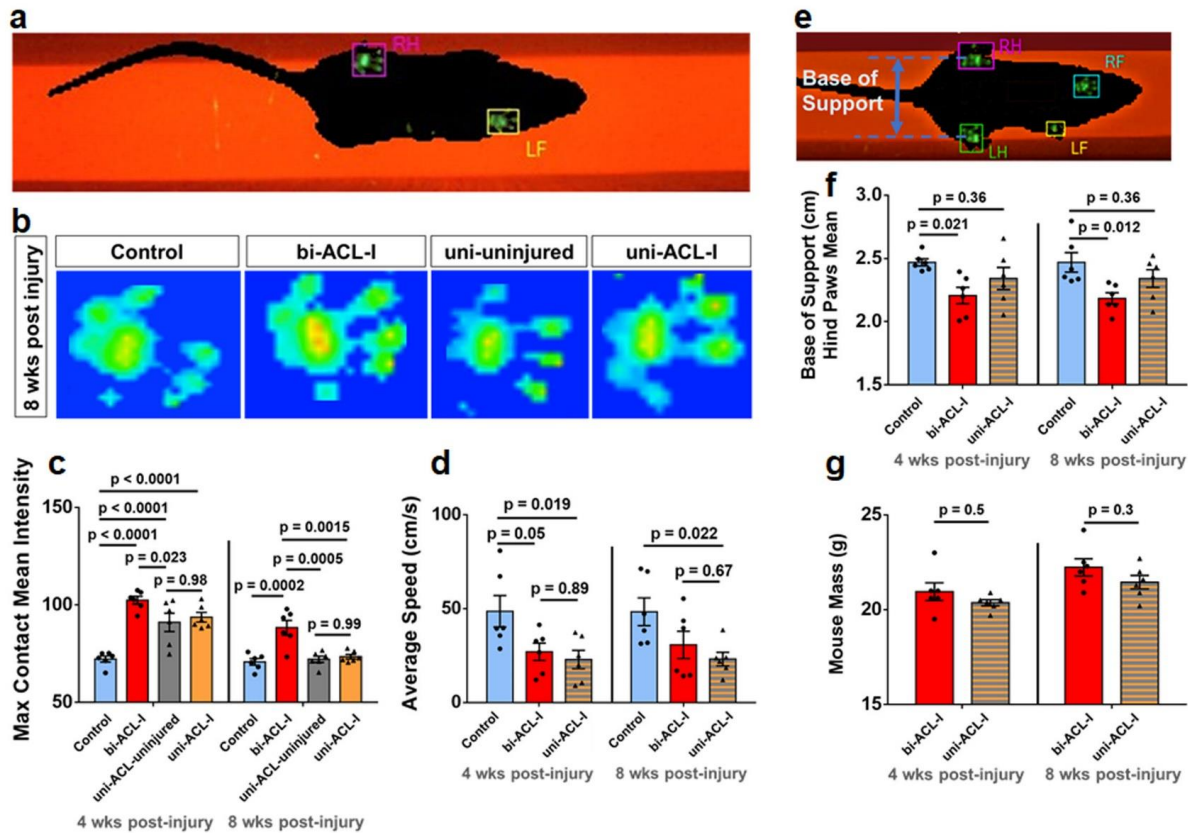 a
RH
LF
b
8 wks post injury
Control
bi-ACL-I
uni-uninjured
uni-ACL-I
c
Max Contact Mean Intensity
150
100
50
p < 0.0001
p < 0.0001
p < 0.0001
p = 0.023
p = 0.98
p = 0.0015
p = 0.0005
p = 0.0002
p = 0.99
Control
bi-ACL-I
uni-ACL-uninjured
uni-ACL-I
Control
bi-ACL-I
uni-ACL-uninjured
uni-ACL-I
4 wks post-injury
8 wks post-injury
d
Average Speed (cm/s)
100
50
0
p = 0.019
p = 0.05
p = 0.89
p = 0.022
p = 0.67
Control
bi-ACL-I
uni-ACL-I
Control
bi-ACL-I
uni-ACL-I
4 wks post-injury
8 wks post-injury
e
RH
RF
Base of
Support
LH
LF
f
Base of Support (cm)
Hind Paws Mean
3.0
2.5
2.0
1.5
p = 0.36
p = 0.021
p = 0.36
p = 0.012
Control
bi-ACL-I
uni-ACL-I
Control
bi-ACL-I
uni-ACL-I
4 wks post-injury
8 wks post-injury
g
Mouse Mass (g)
25
20
15
p = 0.5
p = 0.3
bi-ACL-I
uni-ACL-I
bi-ACL-I
uni-ACL-I
4 wks post-injury
8 wks post-injury